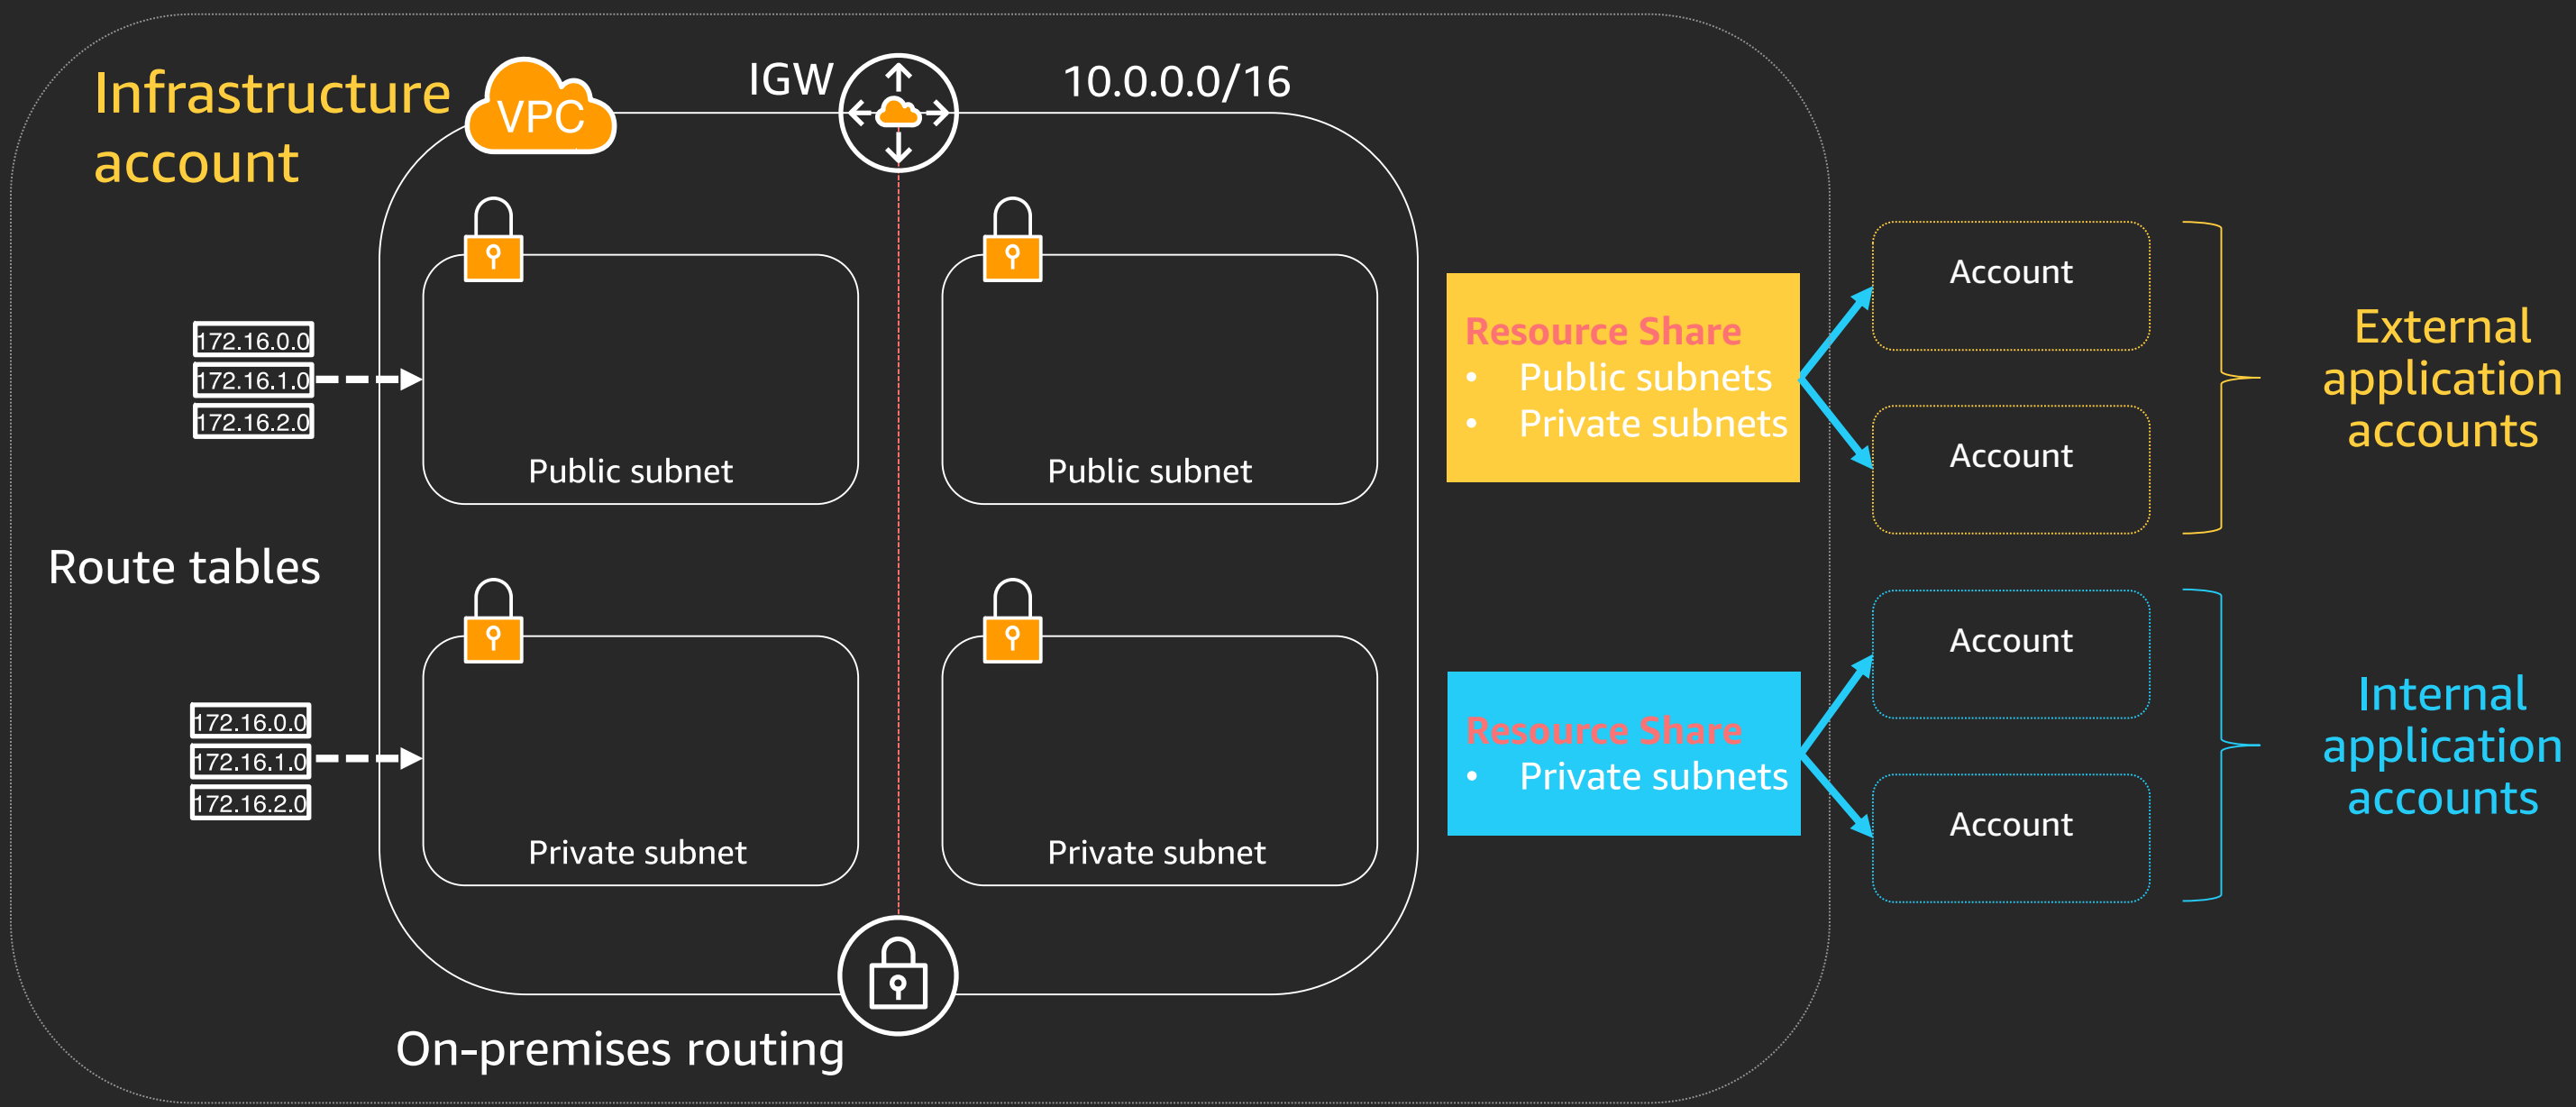 Infrastructure
account
VPC
IGW
10.0.0.0/16
172.16.0.0
172.16.1.0
172.16.2.0
Public subnet
Public subnet
Route tables
172.16.0.0
172.16.1.0
172.16.2.0
Private subnet
Private subnet
On-premises routing
Resource Share
• Public subnets
• Private subnets
Resource Share
• Private subnets
Account
Account
External
application
accounts
Account
Account
Internal
application
accounts